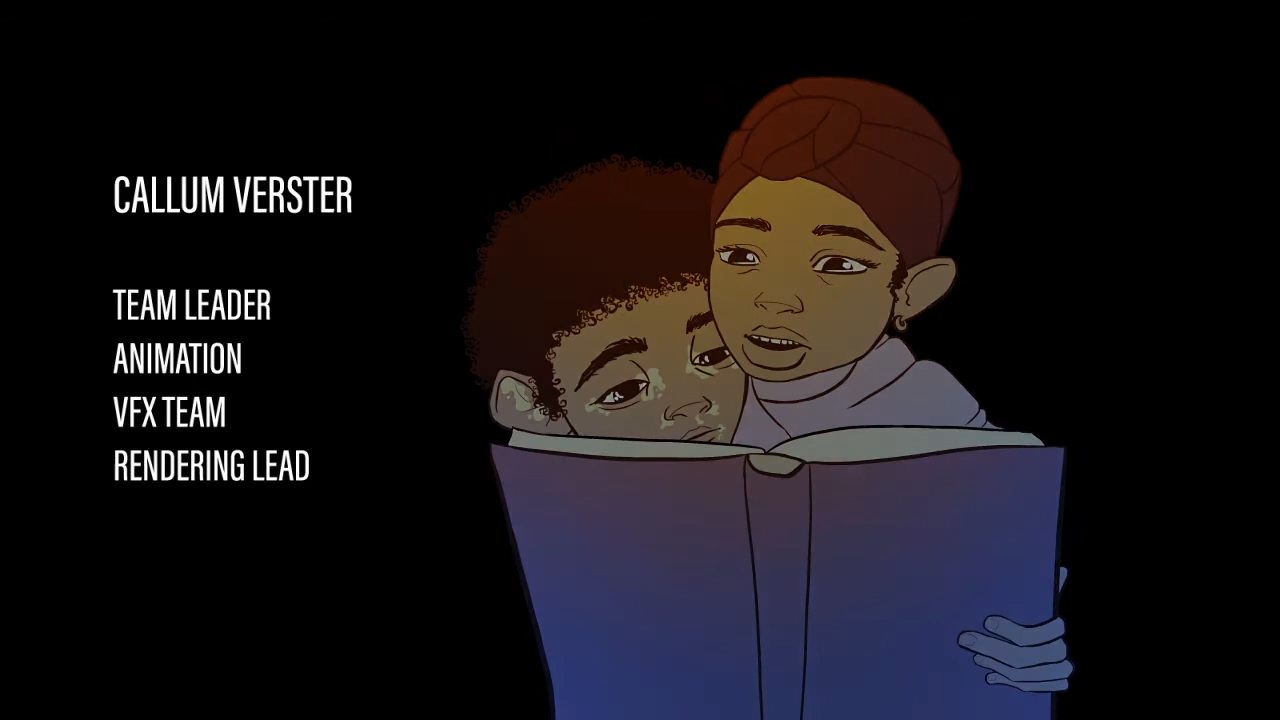 CALLUM VERSTER
TEAM LEADER
ANIMATION
VFX TEAM
RENDERING LEAD